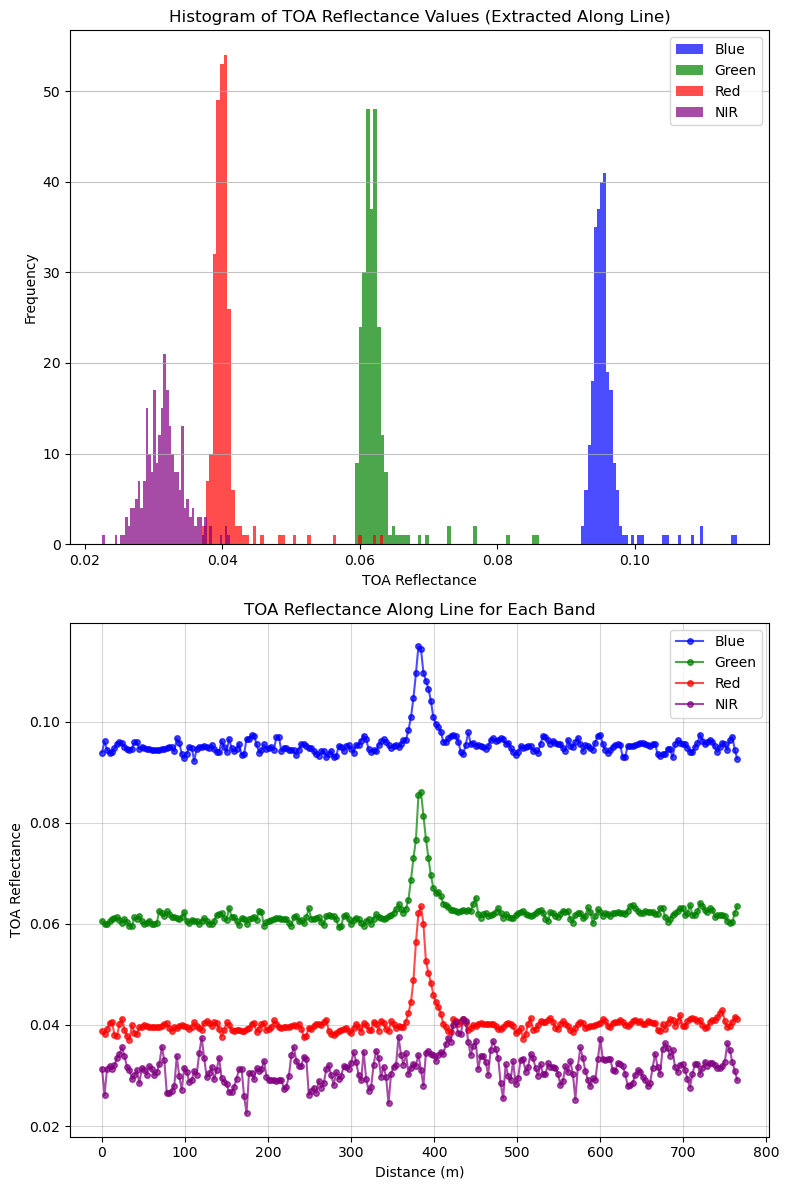 Histogram of TOA Reflectance Values (Extracted Along Line)
Blue
Green
Red
NIR
50
40
30
20
10
0
Frequency
0.02 0.04 0.06 0.08 0.10
TOA Reflectance
TOA Reflectance Along Line for Each Band
Blue
Green
Red
NIR
0.10
0.08
0.06
0.04
0.02
TOA Reflectance
0 100 200 300 400 500 600 700 800
Distance (m)